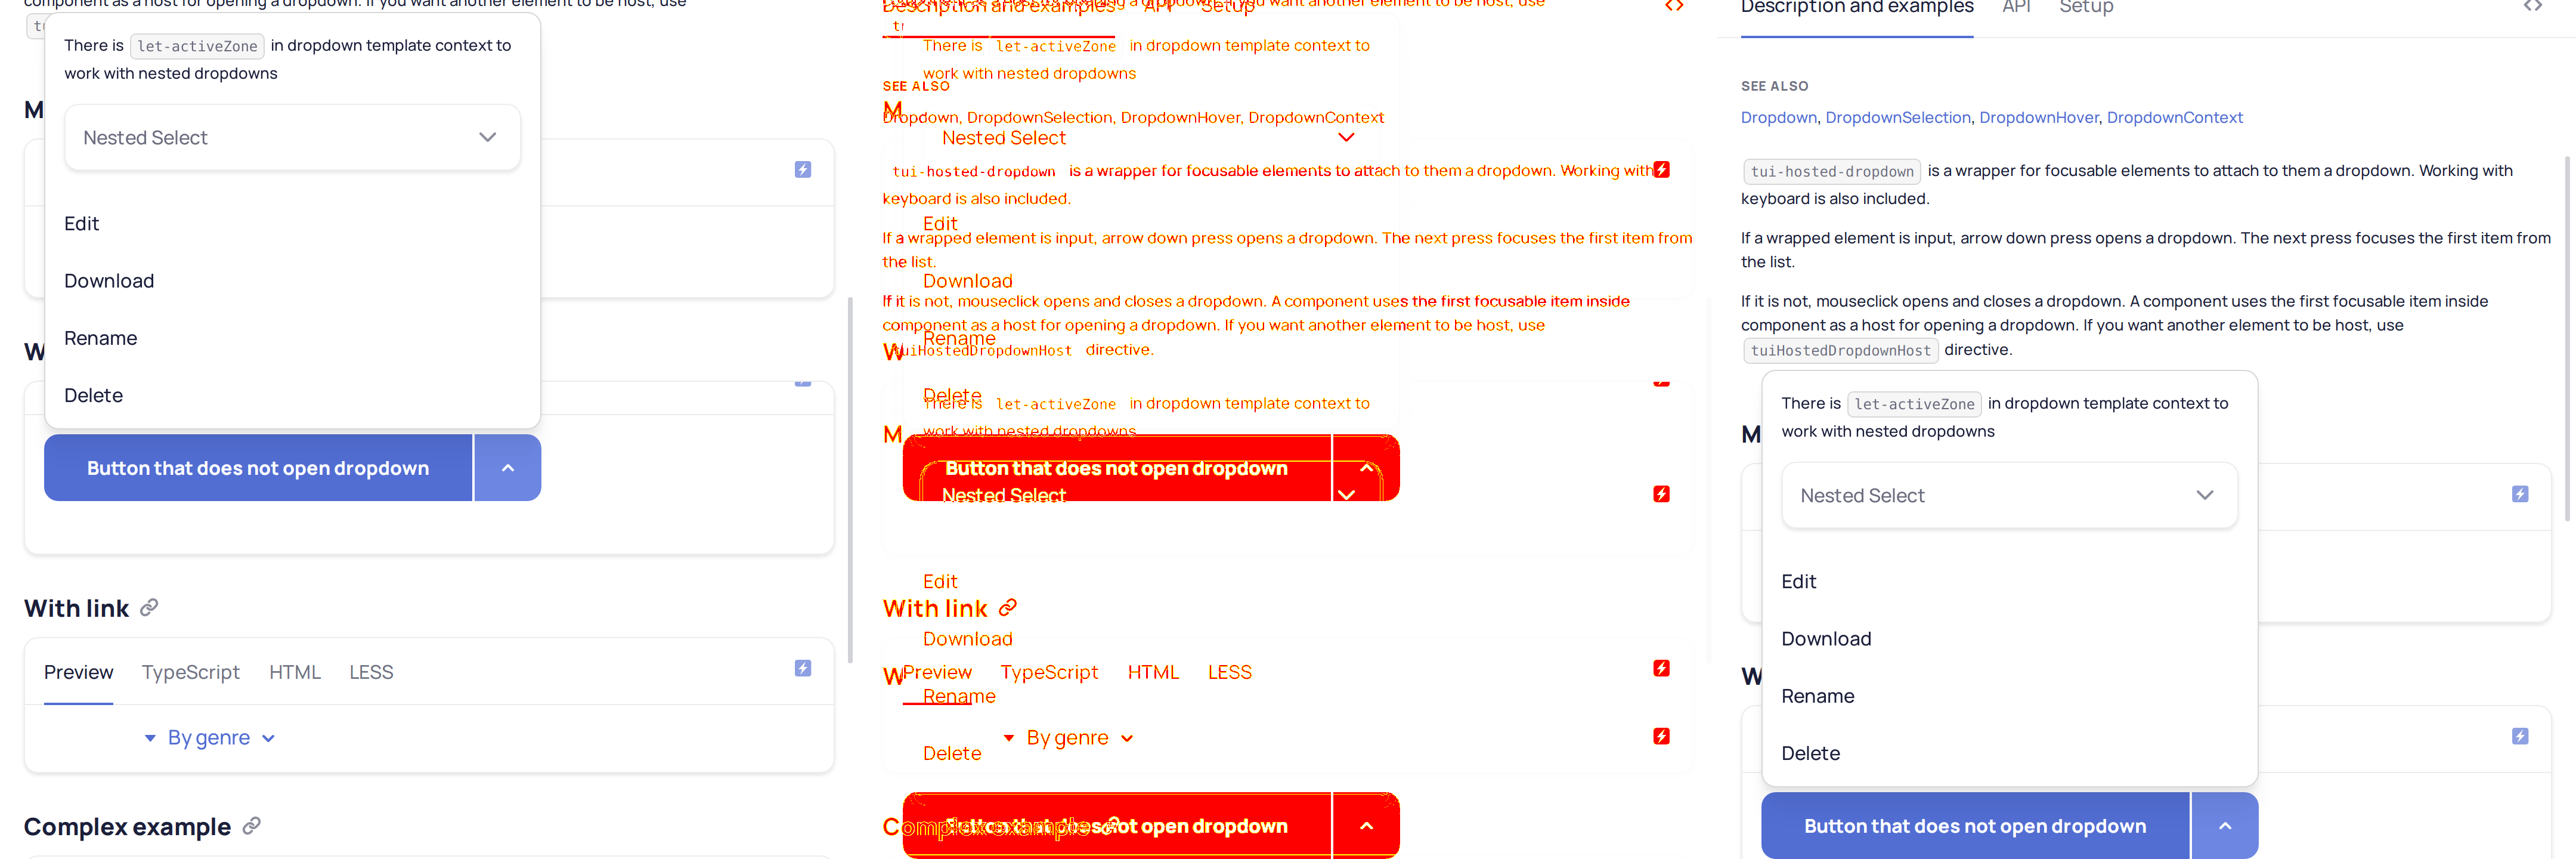 component as a host for opening a dropdown. If you want another element to be host, use
There is let-activeZone in dropdown template context to
work with nested dropdowns
M
Nested Select
Edit
Download
Rename
W
Delete
Button that does not open dropdown
With link
Preview TypeScript HTML LESS
By genre
Complex example
Description and examples API Setup
There is let-activeZone in dropdown template context to
work with nested dropdowns
SEE ALSO
M
Dropdown, DropdownSelection, DropdownHover, DropdownContext
Nested Select
tui-hosted-dropdown is a wrapper for focusable elements to attach to them a dropdown. Working with
keyboard is also included.
Edit
If a wrapped element is input, arrow down press opens a dropdown. The next press focuses the first item from
the list.
Download
If it is not, mouseclick opens and closes a dropdown. A component uses the first focusable item inside
component as a host for opening a dropdown. If you want another element to be host, use
Rename
W
tuiHostedDropdownHost directive.
Delete
There is let-activeZone in dropdown template context to
work with nested dropdowns
M
Button that does not open dropdown
Nested Select
Edit
With link
Download
W
Preview TypeScript HTML LESS
Rename
By genre
Delete
Complex example
Button that does not open dropdown
Description and examples API Setup
SEE ALSO
Dropdown, DropdownSelection, DropdownHover, DropdownContext
tui-hosted-dropdown is a wrapper for focusable elements to attach to them a dropdown. Working with
keyboard is also included.
If a wrapped element is input, arrow down press opens a dropdown. The next press focuses the first item from
the list.
If it is not, mouseclick opens and closes a dropdown. A component uses the first focusable item inside
component as a host for opening a dropdown. If you want another element to be host, use
tuiHostedDropdownHost directive.
There is let-activeZone in dropdown template context to
work with nested dropdowns
M
Nested Select
Edit
Download
W
Rename
Delete
Button that does not open dropdown